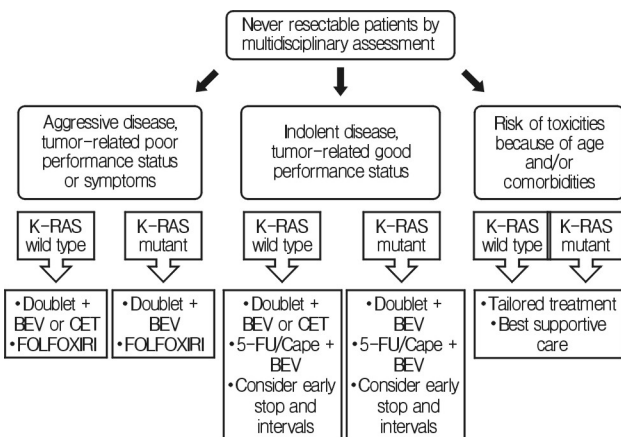 Never resectable patients by
multidisciplinary assessment
Aggressive disease,
tumor-related poor
performance status
or symptoms
Indolent disease,
tumor-related good
performance status
Risk of toxicities
because of age
and/or
comorbidities
K-RAS
wild type
K-RAS
mutant
K-RAS
wild type
K-RAS
mutant
K-RAS
wild type
K-RAS
mutant
•Doublet +
BEV or CET
•FOLFOXIRI
•Doublet +
BEV
•FOLFOXIRI
•Doublet +
BEV or CET
•5-FU/Cape +
BEV
•Consider early
stop and
intervals
•Doublet +
BEV
•5-FU/Cape +
BEV
•Consider early
stop and
intervals
•Tailored treatment
•Best supportive
care